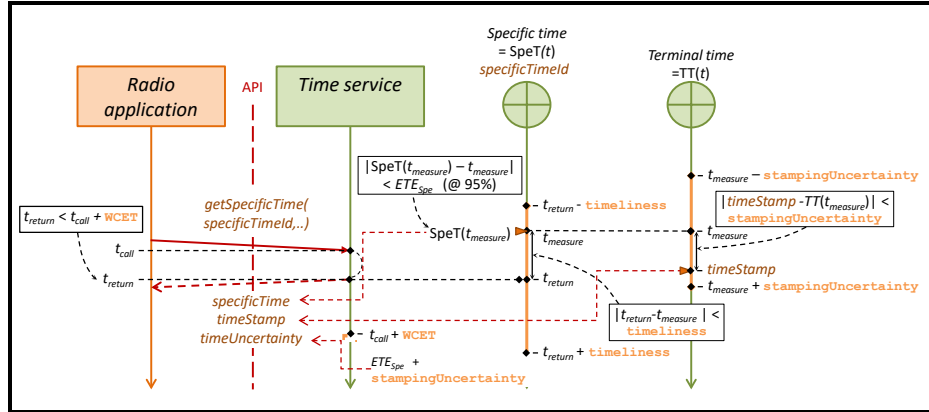 Specific time
= SpeT(t)
specificTimeId
Terminal time
=TT(t)
Radio
application
API
Time service
|SpeT(tmeasure) – tmeasure|
< ETESpe (@ 95%)
tmeasure – stampingUncertainty
|timeStamp -TT(tmeasure)| <
stampingUncertainty
treturn - timeliness
getSpecificTime(
specificTimeId,..)
treturn < tcall + WCET
SpeT(tmeasure)
tmeasure
tmeasure
tcall
timeStamp
treturn
treturn
tmeasure + stampingUncertainty
specificTime
timeStamp
|treturn-tmeasure | <
timeliness
timeUncertainty
tcall + WCET
treturn + timeliness
ETESpe +
stampingUncertainty